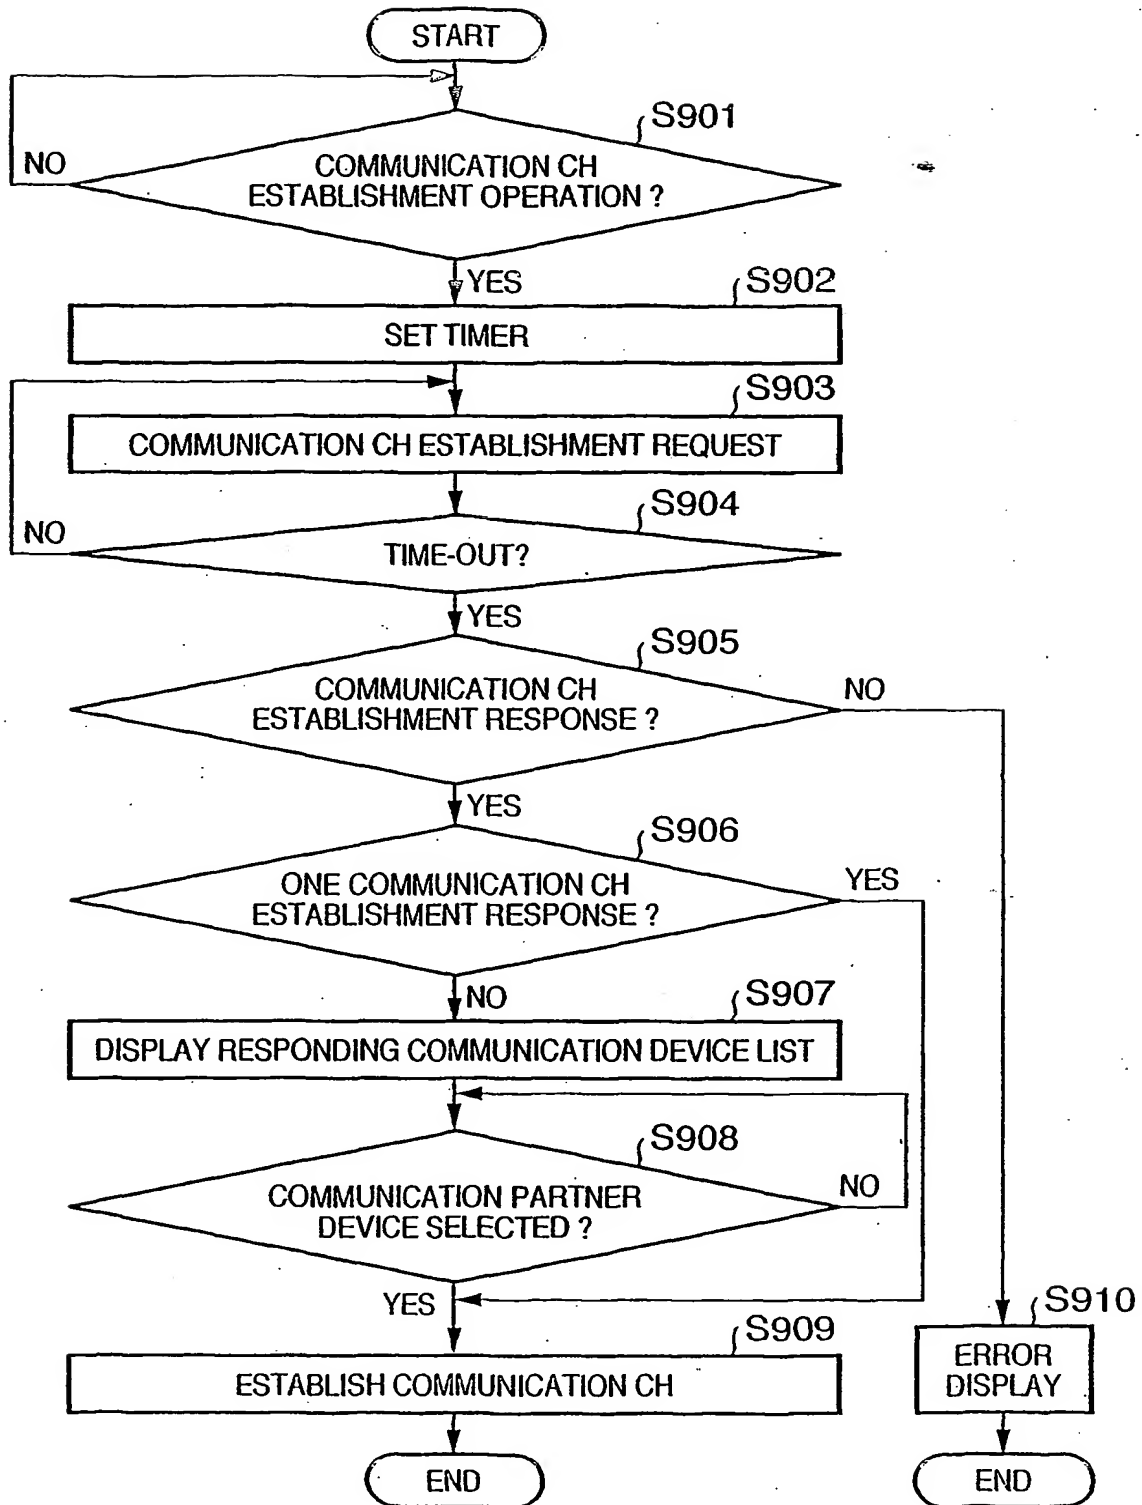 START
S901
NO
COMMUNICATION CH
ESTABLISHMENT OPERATION ?
YES
S902
SET TIMER
S903
COMMUNICATION CH ESTABLISHMENT REQUEST
S904
NO
TIME-OUT?
YES
S905
COMMUNICATION CH
ESTABLISHMENT RESPONSE ?
NO
YES
S906
ONE COMMUNICATION CH
ESTABLISHMENT RESPONSE ?
YES
NO
S907
DISPLAY RESPONDING COMMUNICATION DEVICE LIST
S908
COMMUNICATION PARTNER
DEVICE SELECTED ?
NO
YES
S909
ESTABLISH COMMUNICATION CH
S910
ERROR
DISPLAY
END
END